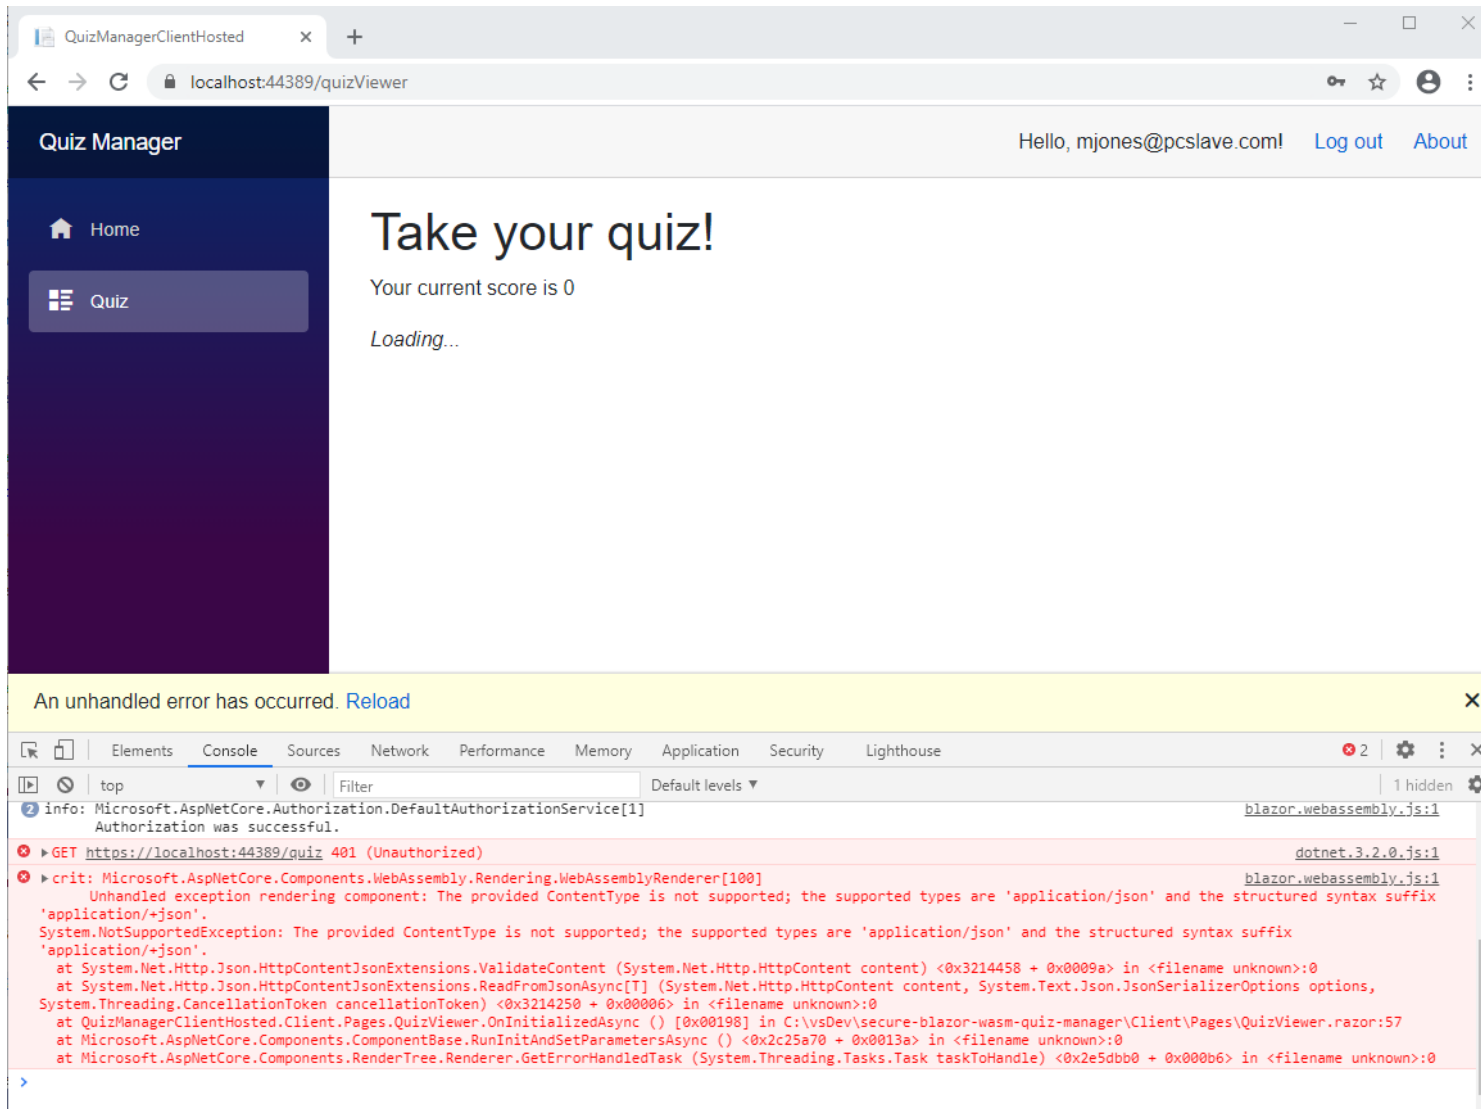 QuizManagerClientHosted
localhost:44389/quizViewer
Quiz Manager
Hello, mjones@pcslave.com! Log out About
Home
Quiz
Take your quiz!
Your current score is 0
Loading...
An unhandled error has occurred. Reload
Elements Console Sources Network Performance Memory Application Security Lighthouse 2
top Filter Default levels 1 hidden
2 info: Microsoft.AspNetCore.Authorization.DefaultAuthorizationService[1] blazor.webassembly.js:1
Authorization was successful.
GET https://localhost:44389/quiz 401 (Unauthorized) dotnet.3.2.0.js:1
crit: Microsoft.AspNetCore.Components.WebAssembly.Rendering.WebAssemblyRenderer[100] blazor.webassembly.js:1
Unhandled exception rendering component: The provided ContentType is not supported; the supported types are 'application/json' and the structured syntax suffix
'application/+json'.
System.NotSupportedException: The provided ContentType is not supported; the supported types are 'application/json' and the structured syntax suffix
'application/+json'.
at System.Net.Http.Json.HttpContentJsonExtensions.ValidateContent (System.Net.Http.HttpContent content) <0x3214458 + 0x0009a> in <filename unknown>:0
at System.Net.Http.Json.HttpContentJsonExtensions.ReadFromJsonAsync[T] (System.Net.Http.HttpContent content, System.Text.Json.JsonSerializerOptions options,
System.Threading.CancellationToken cancellationToken) <0x3214250 + 0x00006> in <filename unknown>:0
at QuizManagerClientHosted.Client.Pages.QuizViewer.OnInitializedAsync () [0x00198] in C:\vsDev\secure-blazor-wasm-quiz-manager\Client\Pages\QuizViewer.razor:57
at Microsoft.AspNetCore.Components.ComponentBase.RunInitAndSetParametersAsync () <0x2c25a70 + 0x0013a> in <filename unknown>:0
at Microsoft.AspNetCore.Components.RenderTree.Renderer.GetErrorHandledTask (System.Threading.Tasks.Task taskToHandle) <0x2e5dbb0 + 0x000b6> in <filename unknown>:0